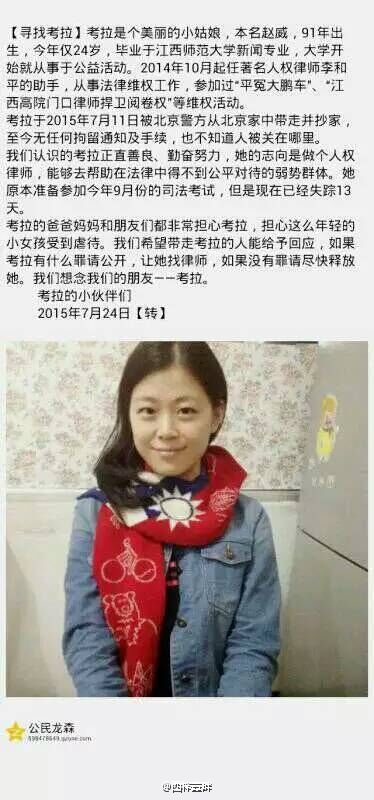 【寻找考拉】考拉是个美丽的小姑娘，本名赵威，91年出
生，今年仅24岁，毕业于江西师范大学新闻专业，大学开
始就从事于公益活动。2014年10月起任著名人权律师李和
平的助手，从事法律维权工作，参加过“平冤大鹏车”、“江
西高院门口律师捍卫阅卷权”等维权活动。
考拉于2015年7月11日被北京警方从北京家中带走并抄家，
至今无任何拘留通知及手续，也不知道人被关在哪里。
我们认识的考拉正直善良、勤奋努力，她的志向是做个人权
律师，能够去帮助在法律中得不到公平对待的弱势群体。她
原本准备参加今年9月份的司法考试，但是现在已经失踪13
天。
考拉的爸爸妈妈和朋友们都非常担心考拉，担心这么年轻的
小女孩受到虐待。我们希望带走考拉的人能给予回应，如果
考拉有什么罪请公开，让她找律师，如果没有罪请尽快释放
她。我们想念我们的朋友——考拉。
考拉的小伙伴们
2015年7月24日【转】
公民龙森
598478649.qzone.com